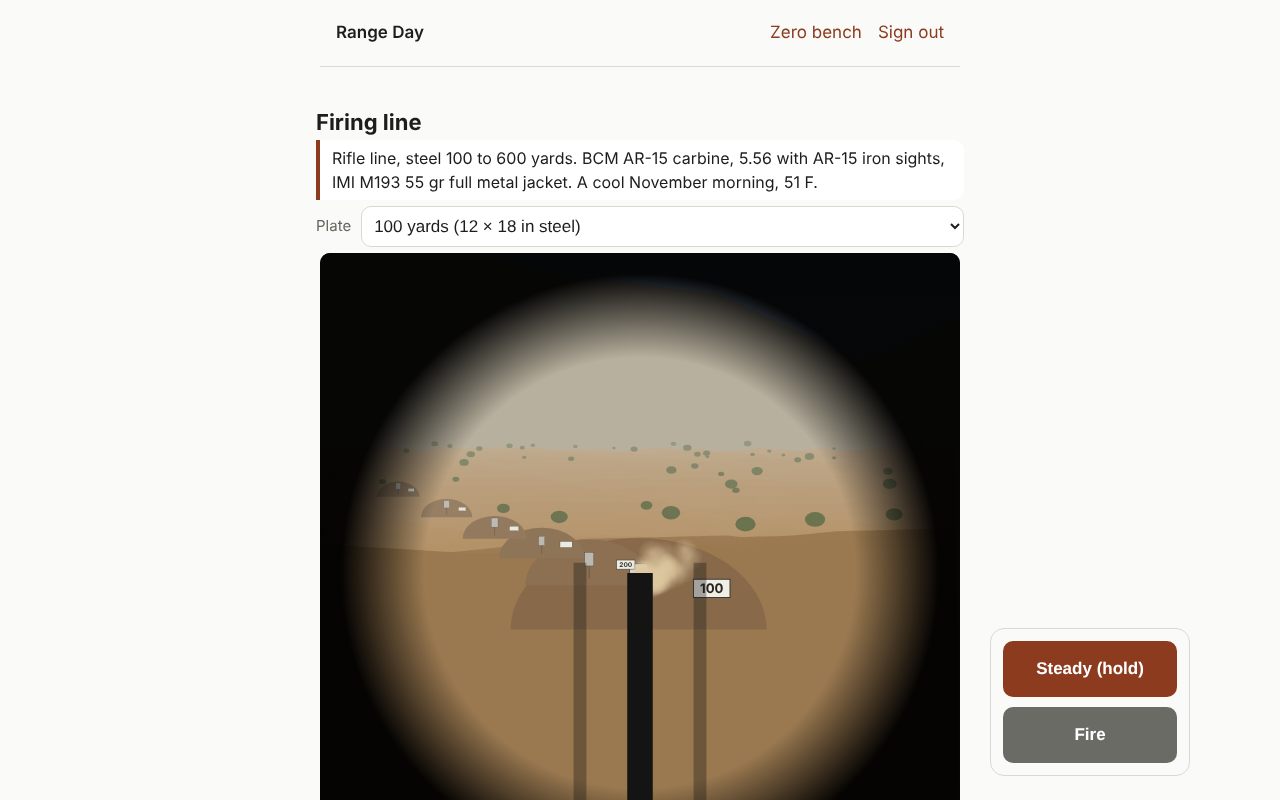 Range Day
Zero bench
Sign out
Firing line
Rifle line, steel 100 to 600 yards. BCM AR-15 carbine, 5.56 with AR-15 iron sights,
IMI M193 55 gr full metal jacket. A cool November morning, 51 F.
Plate
100 yards (12 × 18 in steel)
200
100
Steady (hold)
Fire